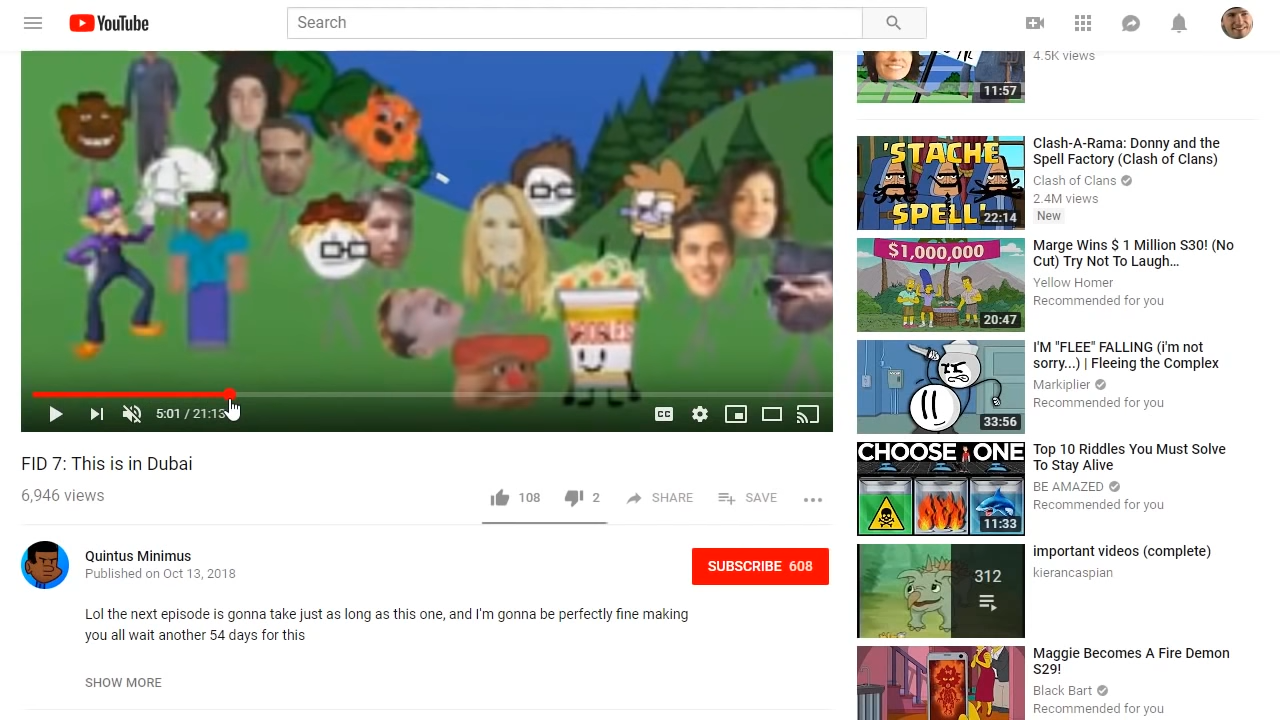 YouTube
Search
5:01 / 21:13
CC
NOODLES
FID 7: This is in Dubai
6,946 views
108
2
SHARE
SAVE
Quintus Minimus
Published on Oct 13, 2018
SUBSCRIBE 608
Lol the next episode is gonna take just as long as this one, and I'm gonna be perfectly fine making
you all wait another 54 days for this
SHOW MORE
4.5K views
11:57
'STACHE
SPELL'
22:14
Clash-A-Rama: Donny and the
Spell Factory (Clash of Clans)
Clash of Clans
2.4M views
New
$1,000,000
20:47
Marge Wins $ 1 Million S30! (No
Cut) Try Not To Laugh…
Yellow Homer
Recommended for you
33:56
I'M "FLEE" FALLING (i'm not
sorry...) | Fleeing the Complex
Markiplier
Recommended for you
CHOOSE ONE
11:33
Top 10 Riddles You Must Solve
To Stay Alive
BE AMAZED
Recommended for you
312
important videos (complete)
kierancaspian
Maggie Becomes A Fire Demon
S29!
Black Bart
Recommended for you